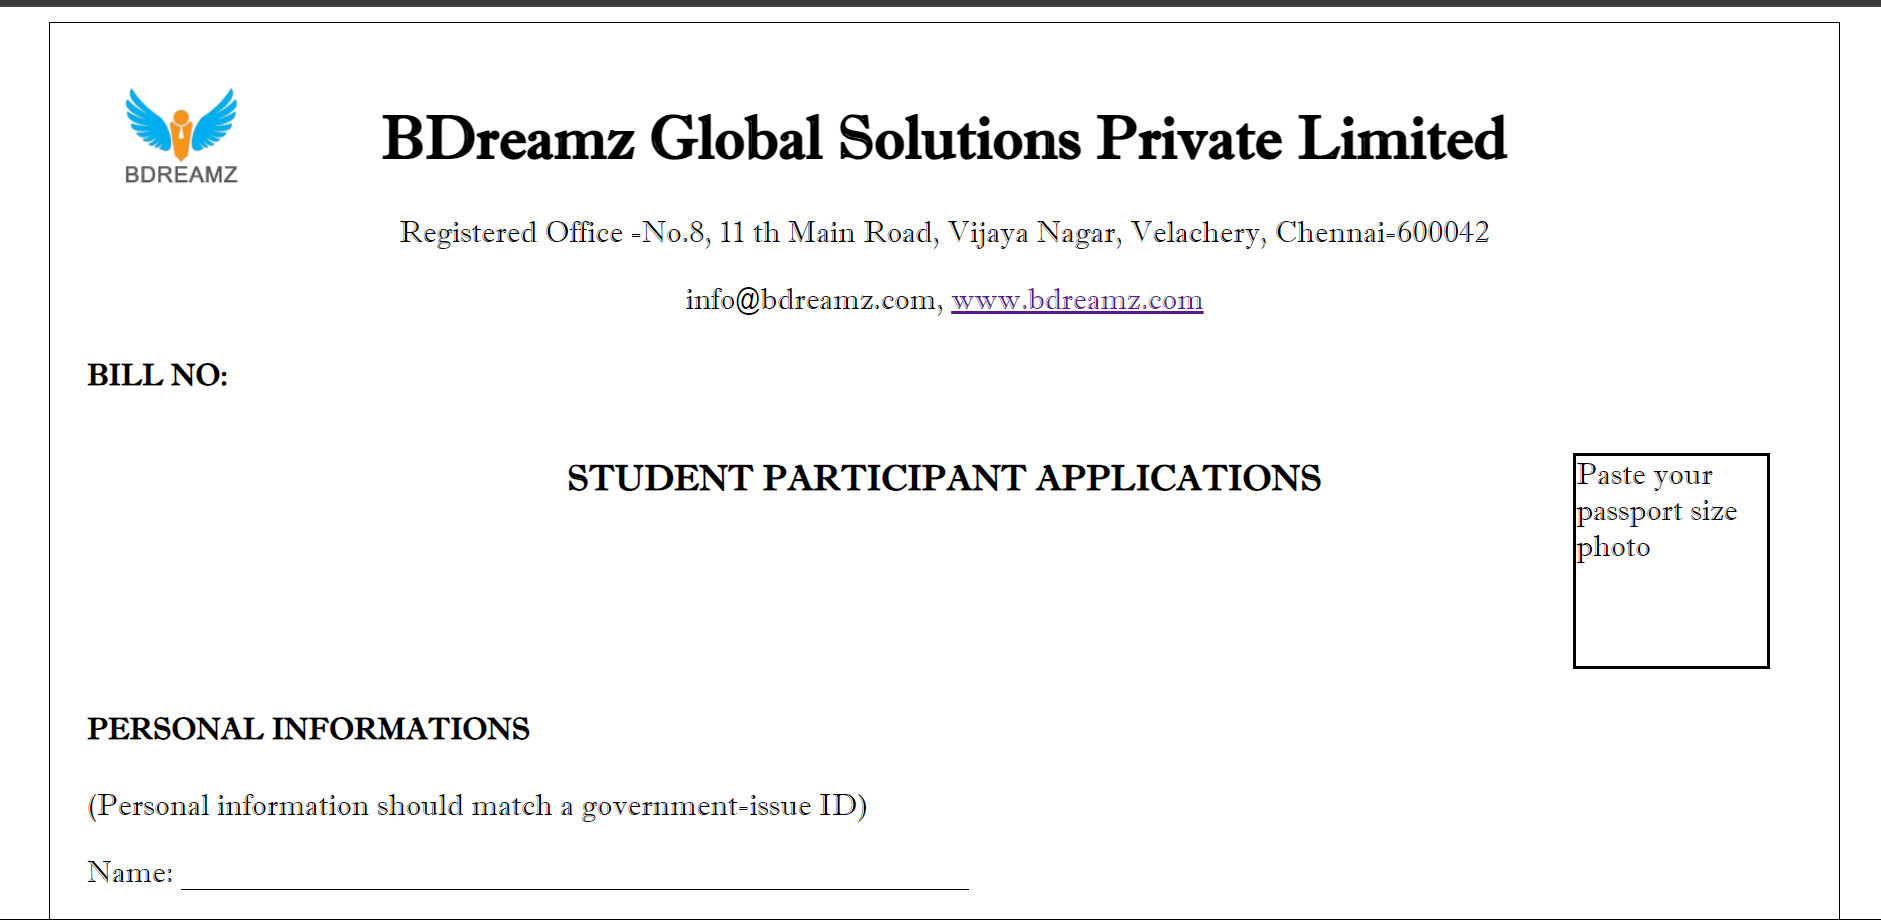 BDREAMZ
BDreamz Global Solutions Private Limited
Registered Office -No.8, 11 th Main Road, Vijaya Nagar, Velachery, Chennai-600042
info@bdreamz.com, www.bdreamz.com
BILL NO:
STUDENT PARTICIPANT APPLICATIONS
Paste your
passport size
photo
PERSONAL INFORMATIONS
(Personal information should match a government-issue ID)
Name: